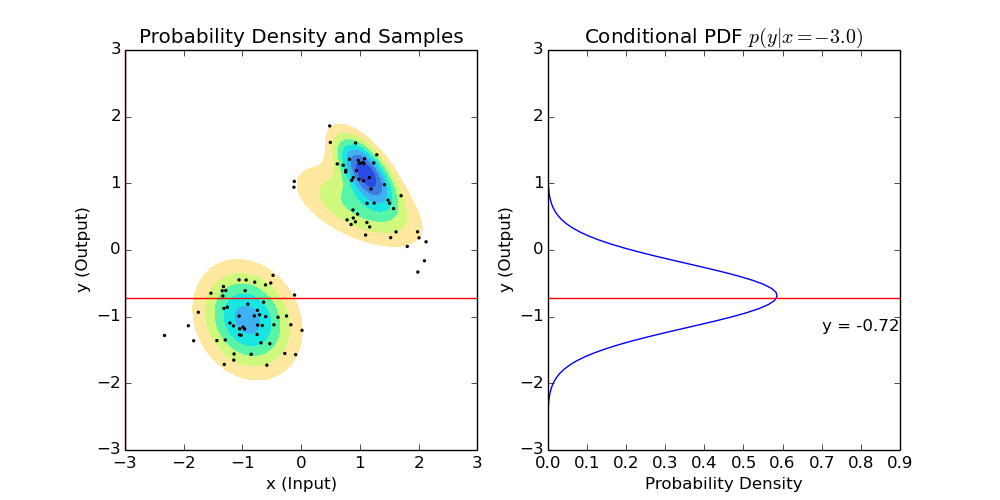 Probability Density and Samples
3
2
1
0
−1
−2
−3
y (Output)
−3 −2 −1 0 1 2 3
x (Input)
Conditional PDF p(y|x = −3.0)
3
2
1
0
−1
−2
−3
y (Output)
y = -0.72
0.0 0.1 0.2 0.3 0.4 0.5 0.6 0.7 0.8 0.9
Probability Density